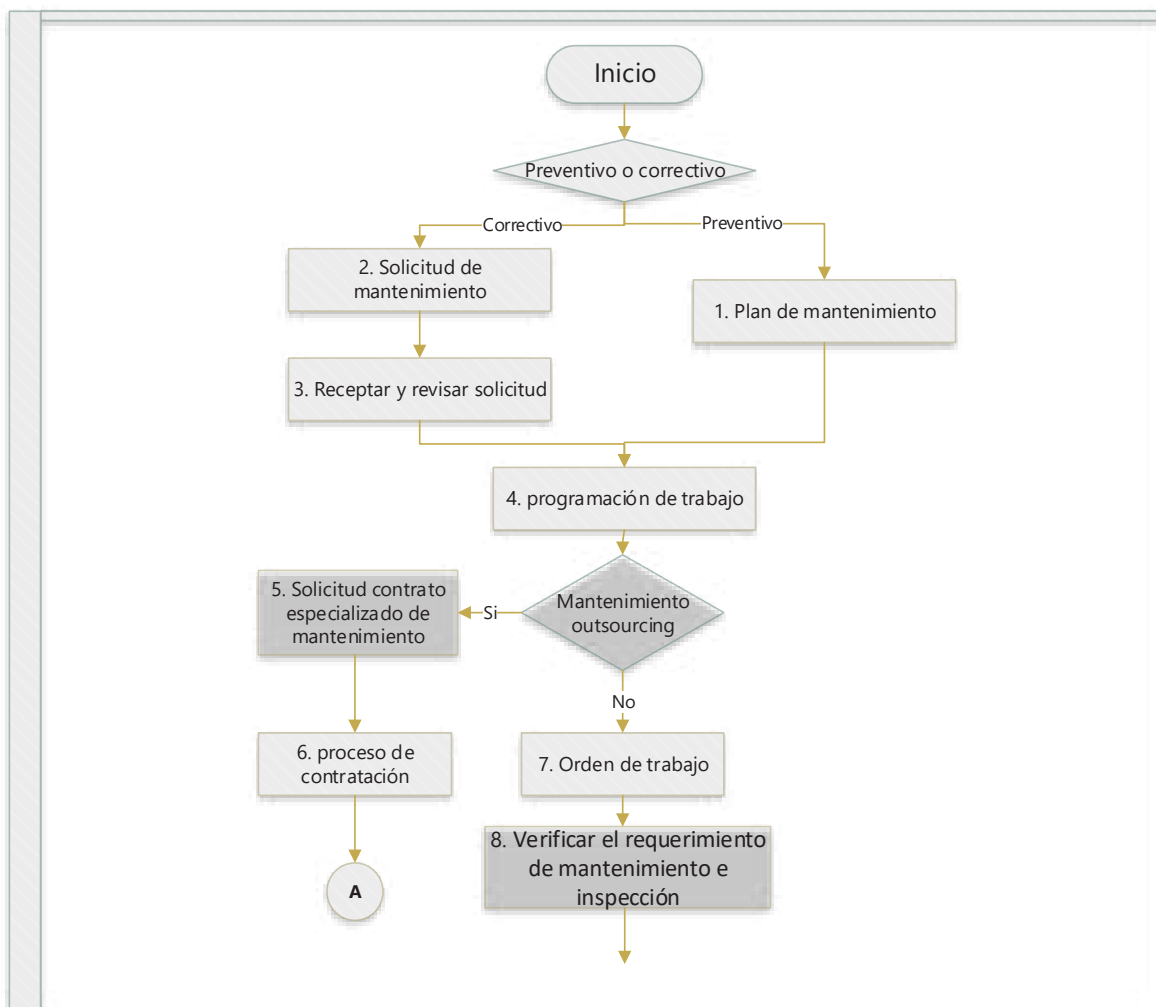 Inicio
Preventivo o correctivo
Correctivo
Preventivo
2. Solicitud de
mantenimiento
1. Plan de mantenimiento
3. Receptar y revisar solicitud
4. programación de trabajo
5. Solicitud contrato
especializado de
mantenimiento
Si
Mantenimiento
outsourcing
No
6. proceso de
contratación
7. Orden de trabajo
8. Verificar el requerimiento
de mantenimiento e
inspección
A